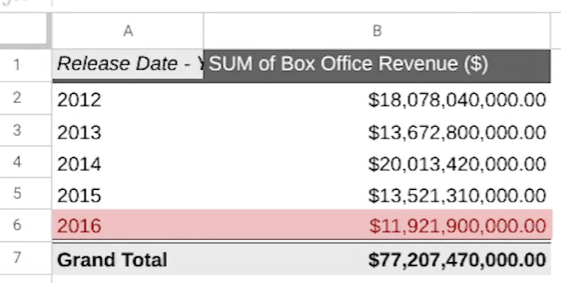 A B
1 Release Date - Y SUM of Box Office Revenue ($)
2 2012 $18,078,040,000.00
3 2013 $13,672,800,000.00
4 2014 $20,013,420,000.00
5 2015 $13,521,310,000.00
6 2016 $11,921,900,000.00
7 Grand Total $77,207,470,000.00